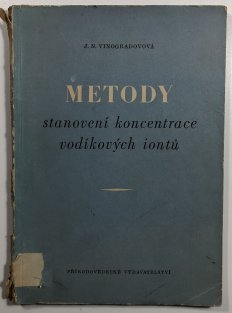 J. N. VINOGRADOVOVÁ
METODY
stanovení koncentrace
vodíkových iontů
PŘÍRODOVĚDECKÉ VYDAVATELSTVÍ